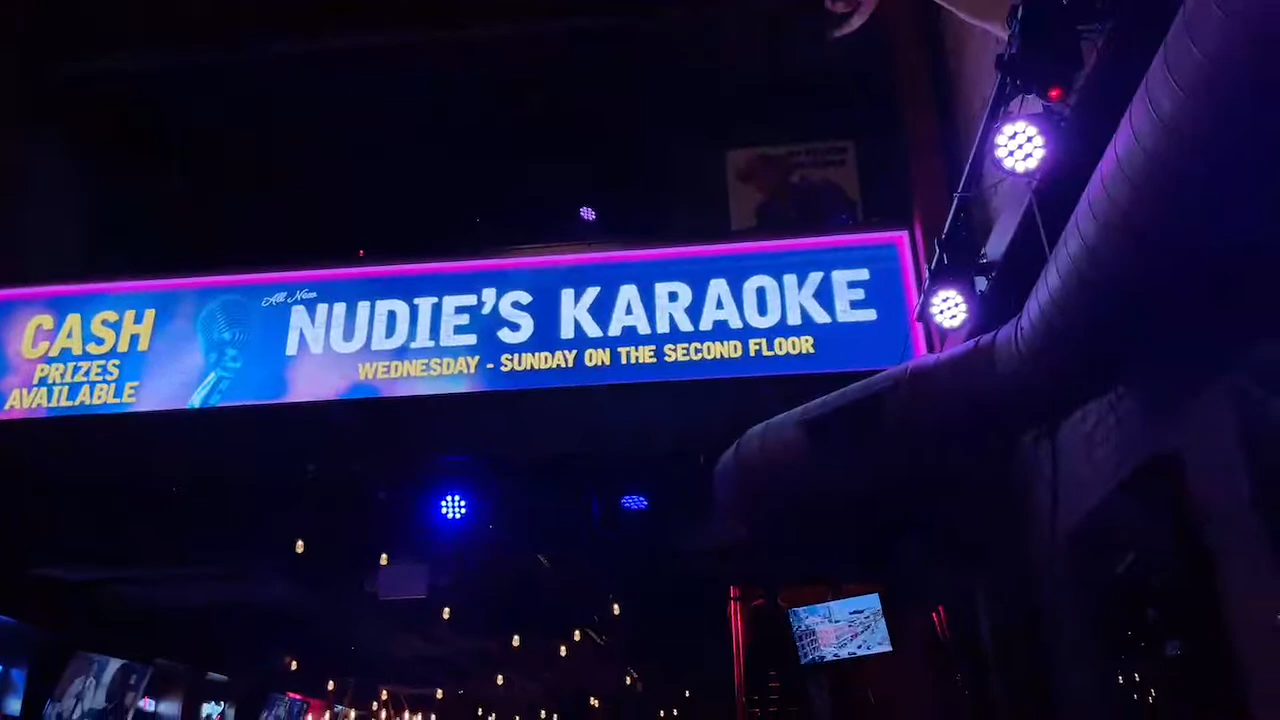 CASH
PRIZES
AVAILABLE
All New
NUDIE'S KARAOKE
WEDNESDAY - SUNDAY ON THE SECOND FLOOR